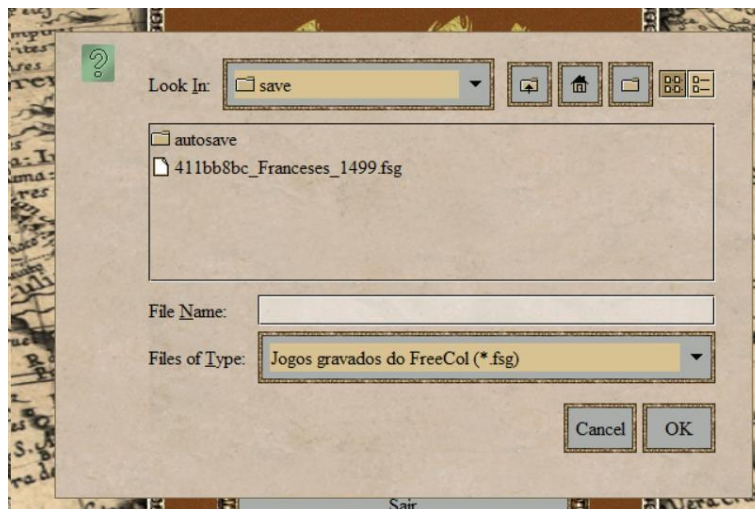 Look In:
save
autosave
411bb8bc_Franceses_1499.fsg
File Name:
Files of Type:
Jogos gravados do FreeCol (*.fsg)
Cancel
OK
Sair